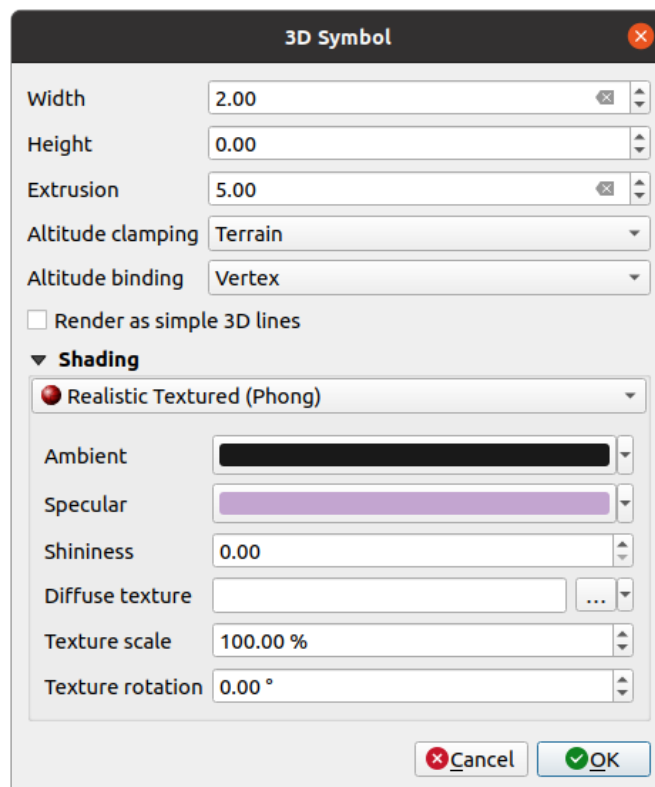 3D Symbol
Width 2.00
Height 0.00
Extrusion 5.00
Altitude clamping Terrain
Altitude binding Vertex
Render as simple 3D lines
Shading
Realistic Textured (Phong)
Ambient
Specular
Shininess 0.00
Diffuse texture ...
Texture scale 100.00 %
Texture rotation 0.00 °
Cancel OK